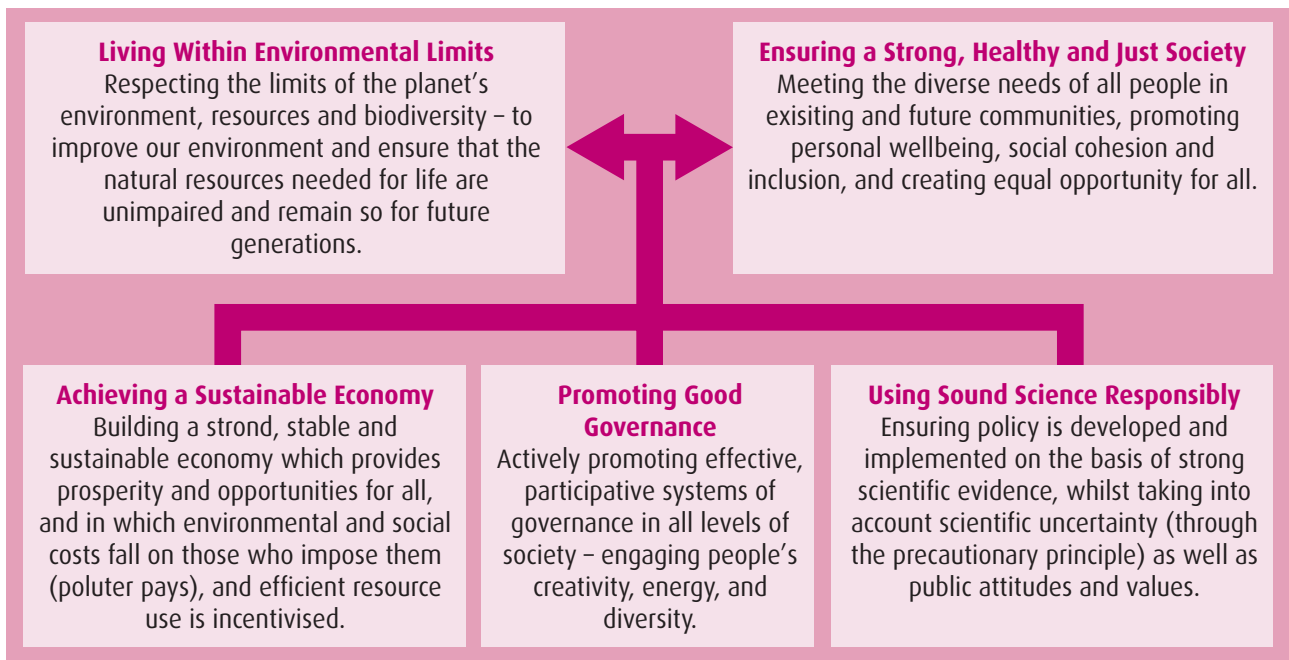 Living Within Environmental Limits
Respecting the limits of the planet's
environment, resources and biodiversity – to
improve our environment and ensure that the
natural resources needed for life are
unimpaired and remain so for future
generations.
Ensuring a Strong, Healthy and Just Society
Meeting the diverse needs of all people in
exisiting and future communities, promoting
personal wellbeing, social cohesion and
inclusion, and creating equal opportunity for all.
Achieving a Sustainable Economy
Building a strong, stable and
sustainable economy which provides
prosperity and opportunities for all,
and in which environmental and social
costs fall on those who impose them
(poluter pays), and efficient resource
use is incentivised.
Promoting Good
Governance
Actively promoting effective,
participative systems of
governance in all levels of
society – engaging people's
creativity, energy, and
diversity.
Using Sound Science Responsibly
Ensuring policy is developed and
implemented on the basis of strong
scientific evidence, whilst taking into
account scientific uncertainty (through
the precautionary principle) as well as
public attitudes and values.